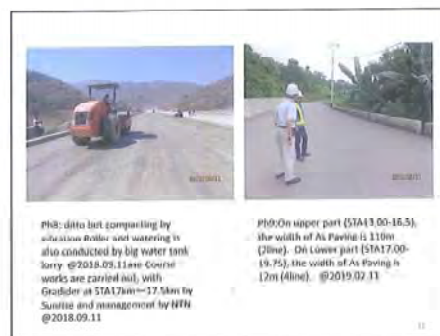 Ph8: ditto but compacting by
vibration Roller and watering is
also conducted by big water tank
lorry @2018.09.11 Course
works are carried out, with
Gradider at STA17km~17.5km by
Sunrise and management by NTN
@2018.09.11
Ph9:On upper part (STA13.00-16.5),
the width of As Paving is 110m
(2line). On Lower part (STA17.00-
19.75), the width of As Paving is
12m (4line). @2019.02.11